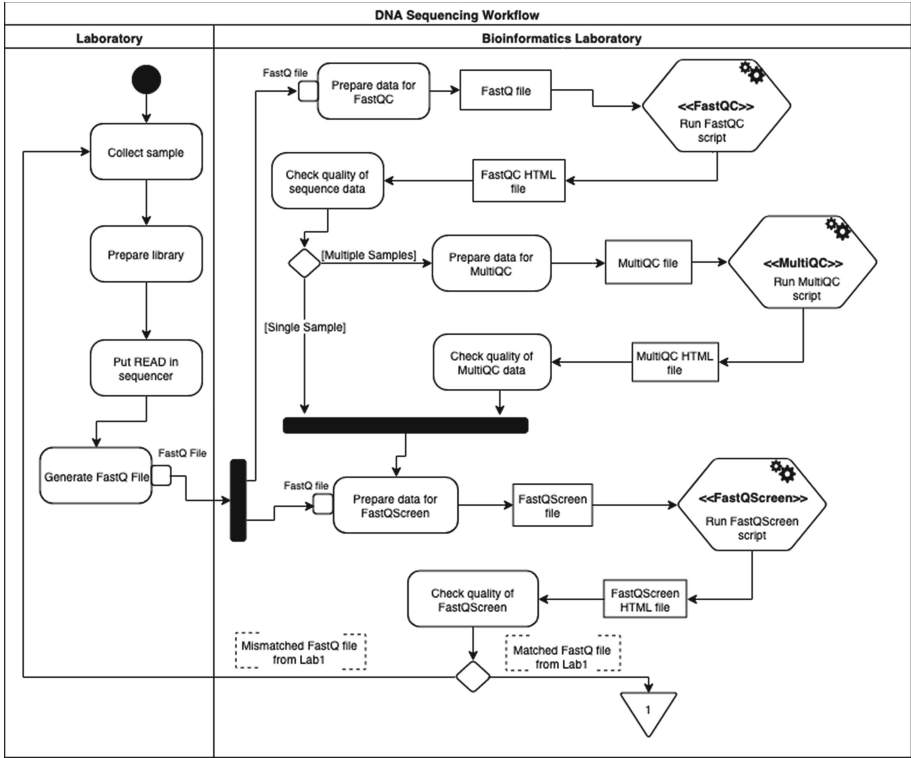 DNA Sequencing Workflow
Laboratory
Bioinformatics Laboratory
FastQ file
Prepare data for
FastQC
FastQ file
<<FastQC>>
Run FastQC
script
Collect sample
Check quality of
sequence data
FastQC HTML
file
Prepare library
[Multiple Samples]
Prepare data for
MultiQC
MultiQC file
<<MultiQC>>
Run MultiQC
script
[Single Sample]
Put READ in
sequencer
Check quality of
MultiQC data
MultiQC HTML
file
Generate FastQ File
FastQ File
FastQ file
Prepare data for
FastQScreen
FastQScreen
file
<<FastQScreen>>
Run FastQScreen
script
Check quality of
FastQScreen
FastQScreen
HTML file
Mismatched FastQ file
from Lab1
Matched FastQ file
from Lab1
1